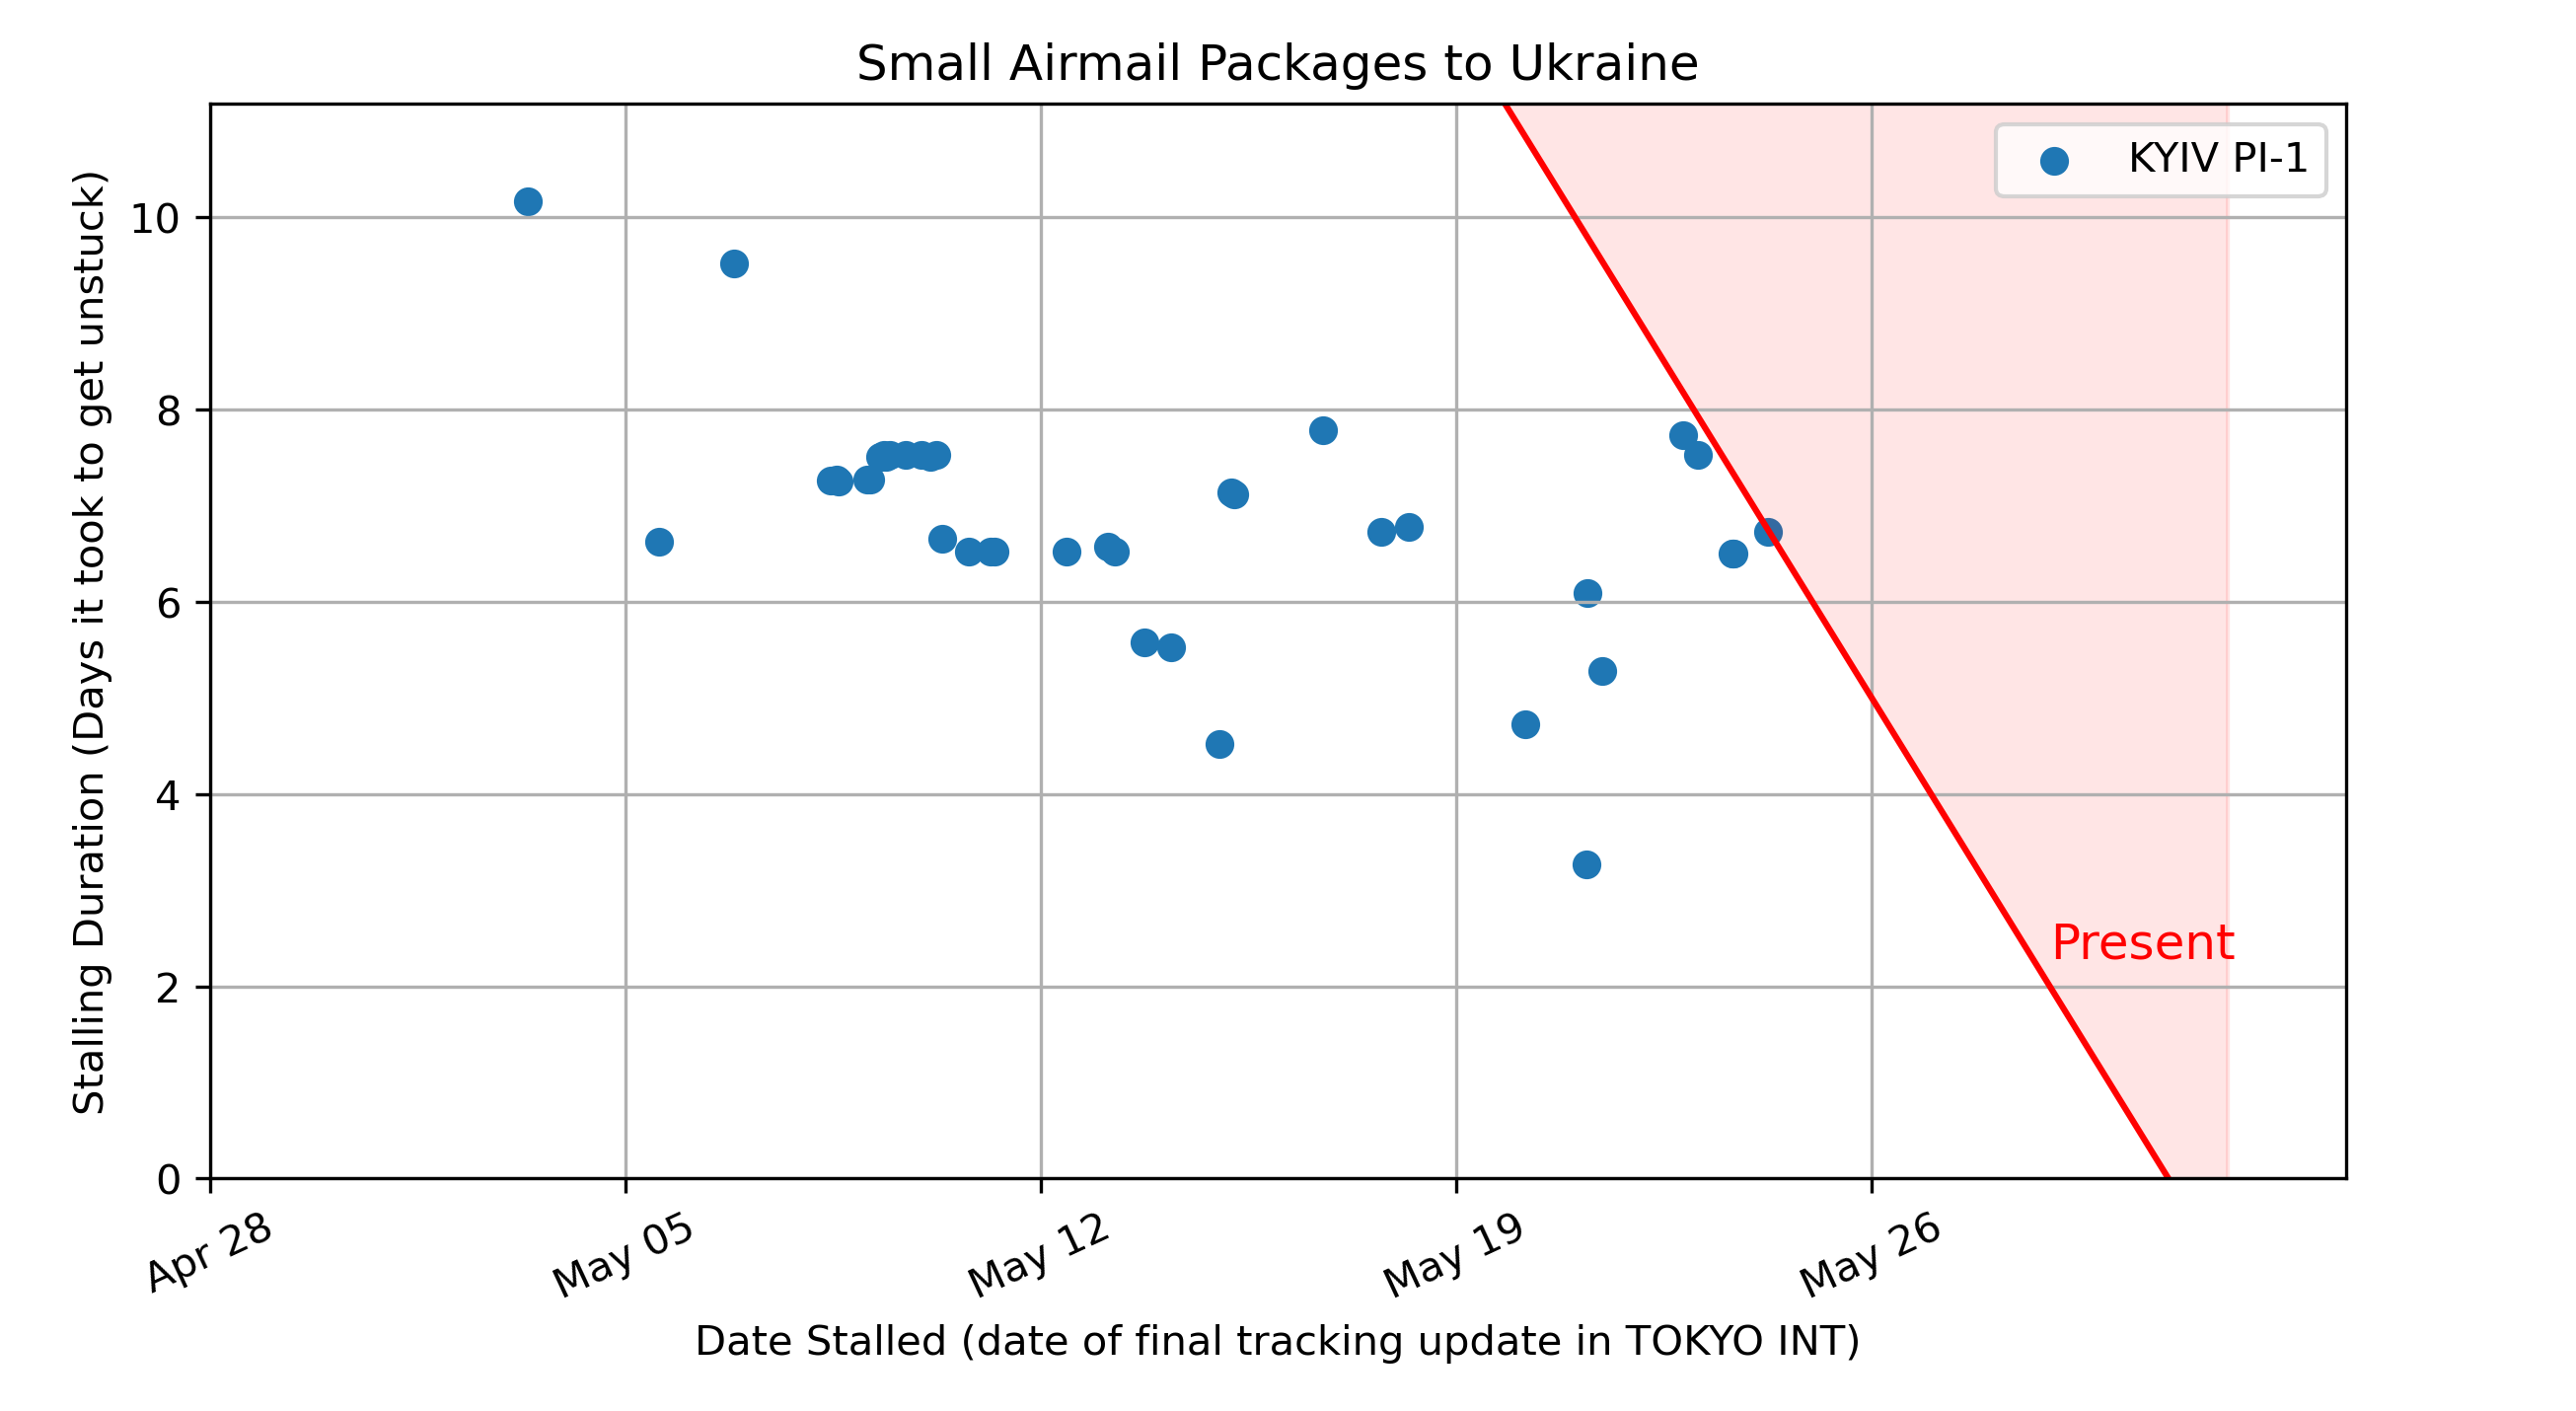 Small Airmail Packages to Ukraine
KYIV PI-1
Stalling Duration (Days it took to get unstuck)
10
8
6
4
2
0
Present
Apr 28
May 05
May 12
May 19
May 26
Date Stalled (date of final tracking update in TOKYO INT)